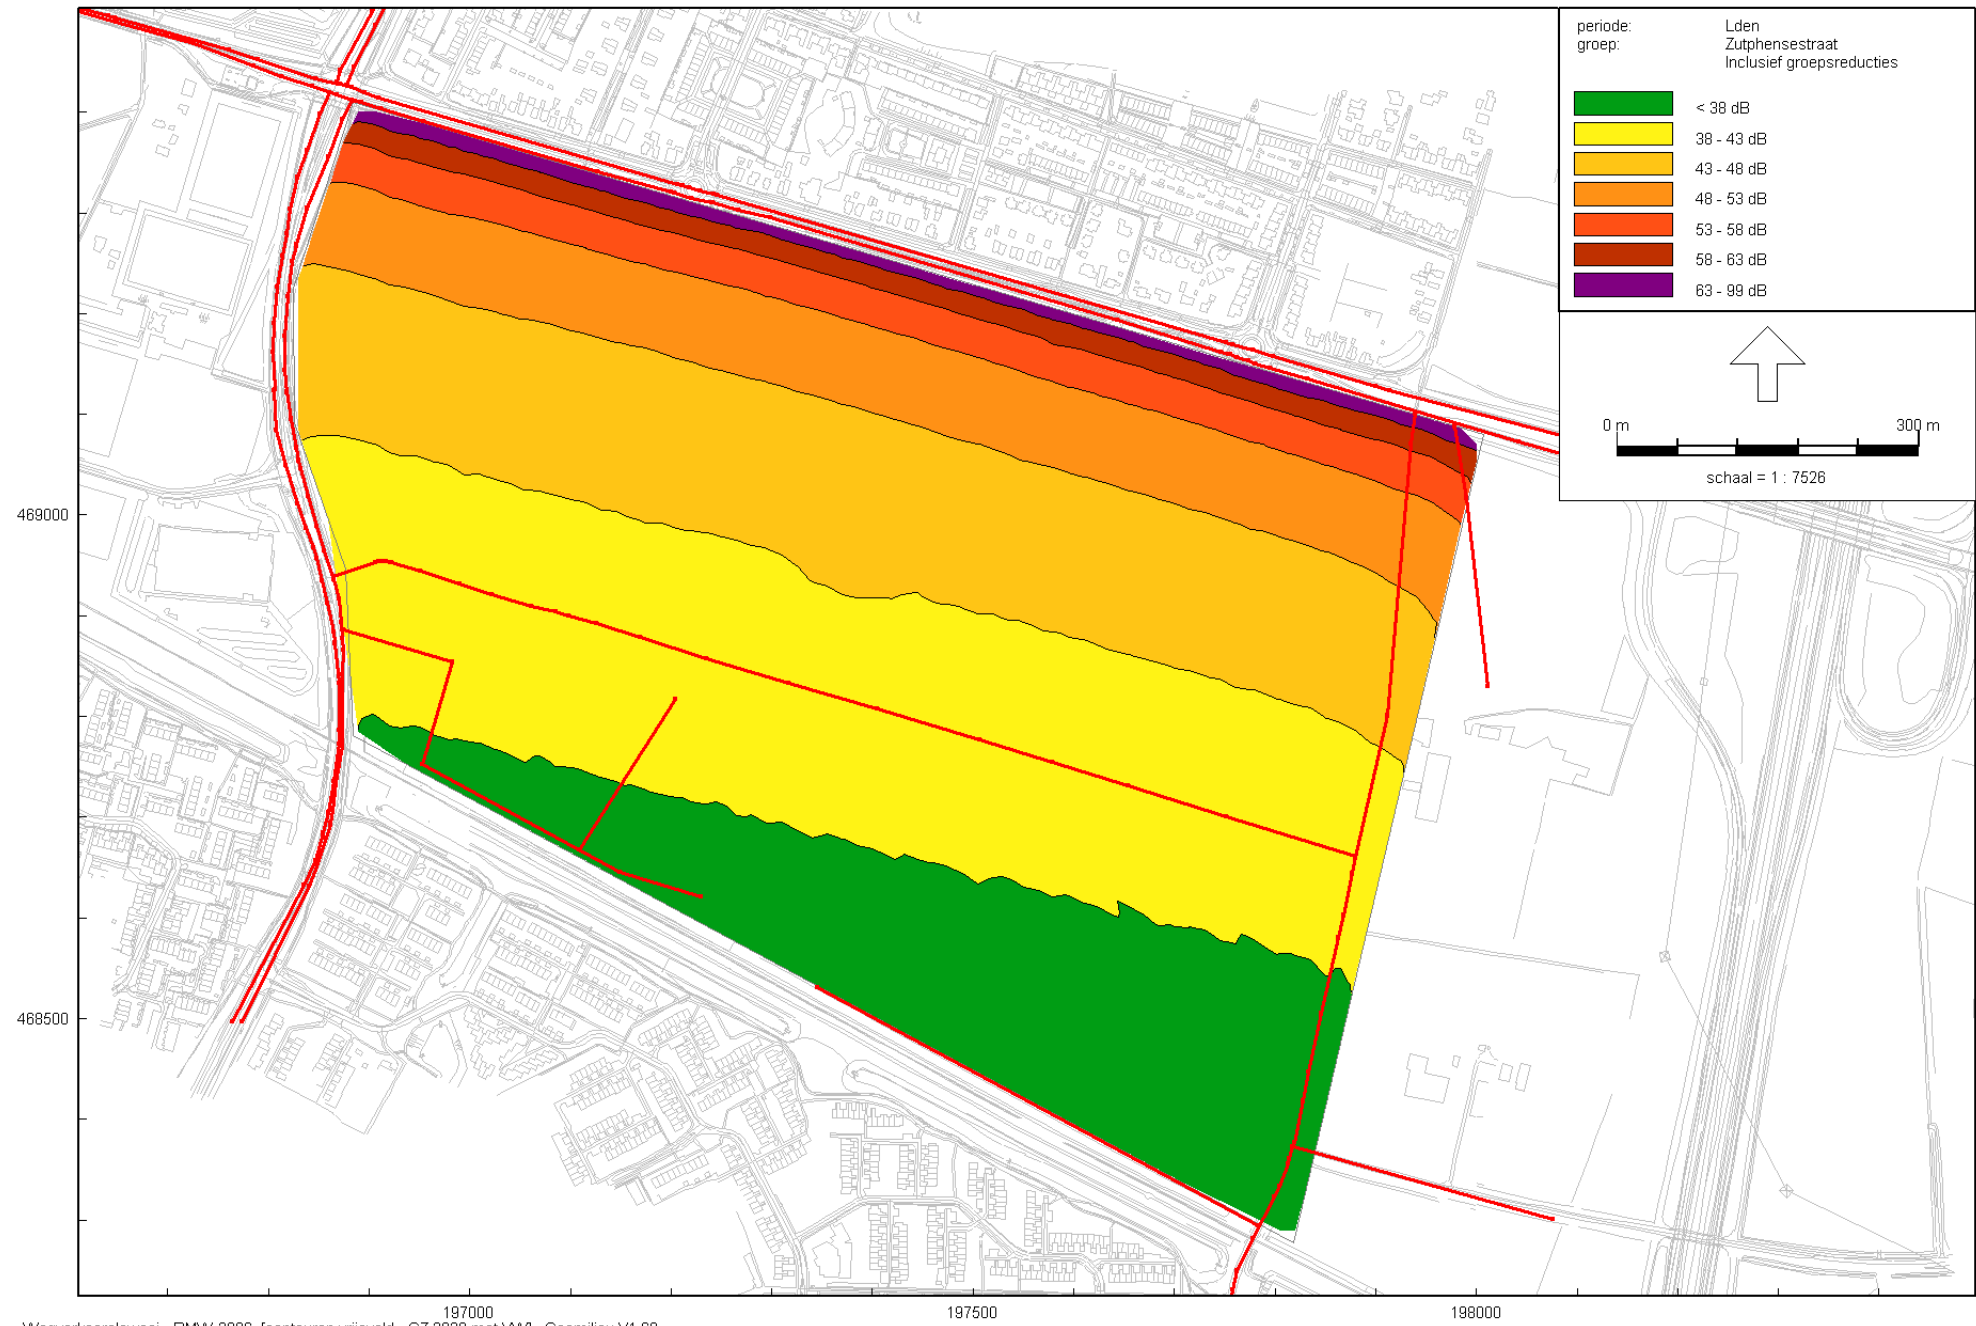 periode: Lden
groep: Zutphensestraat
Inclusief groepsreducties
< 38 dB
38 - 43 dB
43 - 48 dB
48 - 53 dB
53 - 58 dB
58 - 63 dB
63 - 99 dB
0 m 300 m
schaal = 1 : 7526
469000
468500
197000 197500 198000